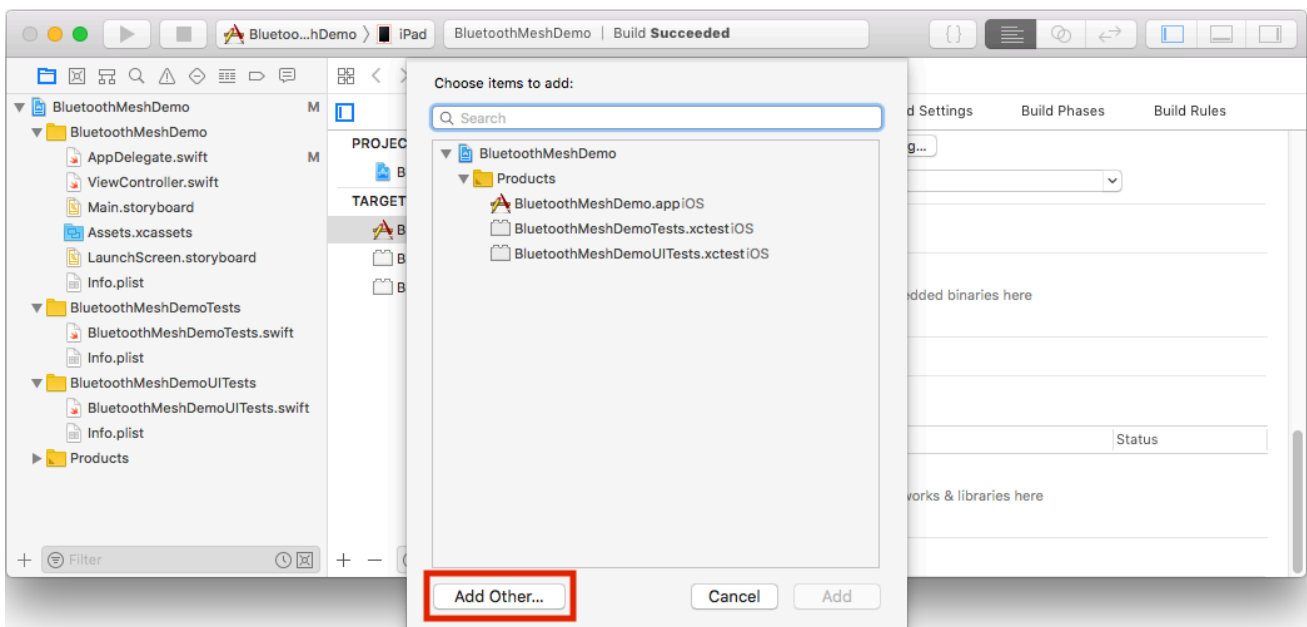 Bluetoo...hDemo 〉 iPad
BluetoothMeshDemo | Build Succeeded
{}
BluetoothMeshDemo M
BluetoothMeshDemo
AppDelegate.swift M
ViewController.swift
Main.storyboard
Assets.xcassets
LaunchScreen.storyboard
Info.plist
BluetoothMeshDemoTests
BluetoothMeshDemoTests.swift
Info.plist
BluetoothMeshDemoUITests
BluetoothMeshDemoUITests.swift
Info.plist
Products
Filter
PROJEC
B
TARGET
B
B
B
Choose items to add:
Search
BluetoothMeshDemo
Products
BluetoothMeshDemo.app iOS
BluetoothMeshDemoTests.xctest iOS
BluetoothMeshDemoUITests.xctest iOS
Add Other...
Cancel
Add
d Settings
Build Phases
Build Rules
g...
edded binaries here
Status
works & libraries here